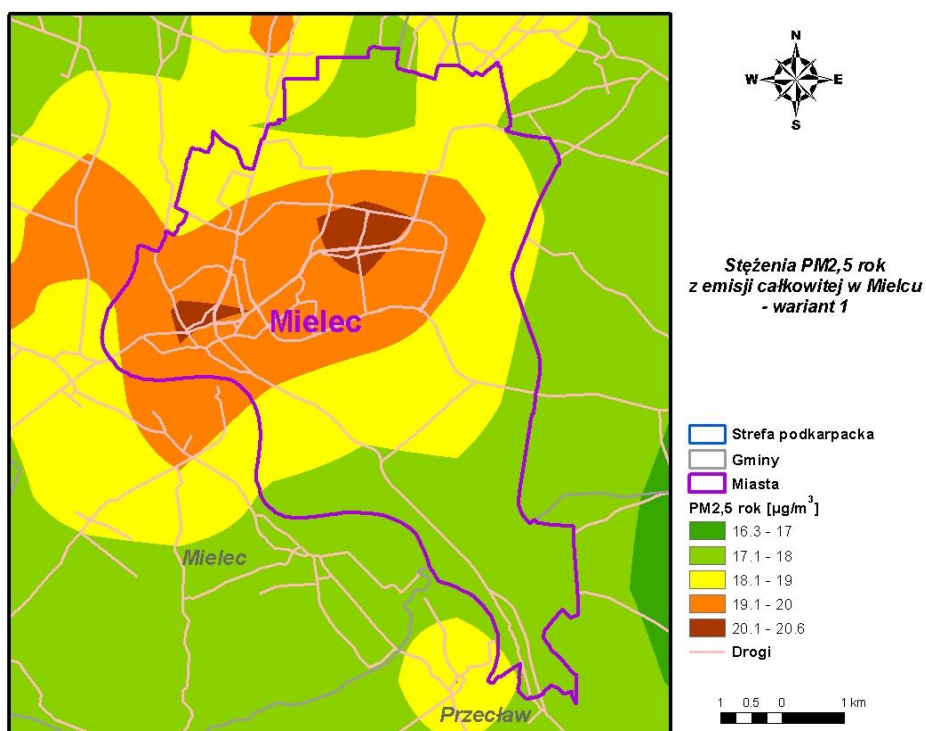 N
W E
S
Stężenia PM2,5 rok
z emisji całkowitej w Mielcu
- wariant 1
Mielec
Mielec
Przecław
Strefa podkarpacka
Gminy
Miasta
PM2,5 rok [µg/m³]
16.3 - 17
17.1 - 18
18.1 - 19
19.1 - 20
20.1 - 20.6
Drogi
1 0.5 0 1 km